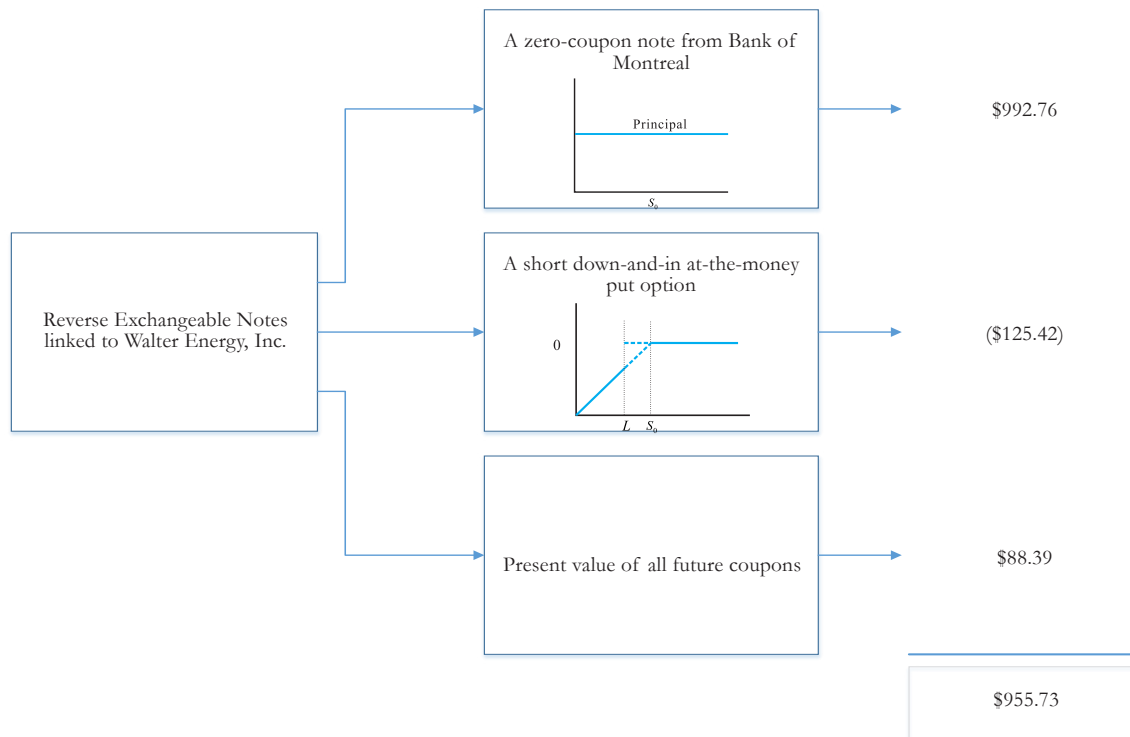 A zero-coupon note from Bank of
Montreal
Principal
S₀
$992.76
Reverse Exchangeable Notes
linked to Walter Energy, Inc.
A short down-and-in at-the-money
put option
0
L S₀
($125.42)
Present value of all future coupons
$88.39
$955.73